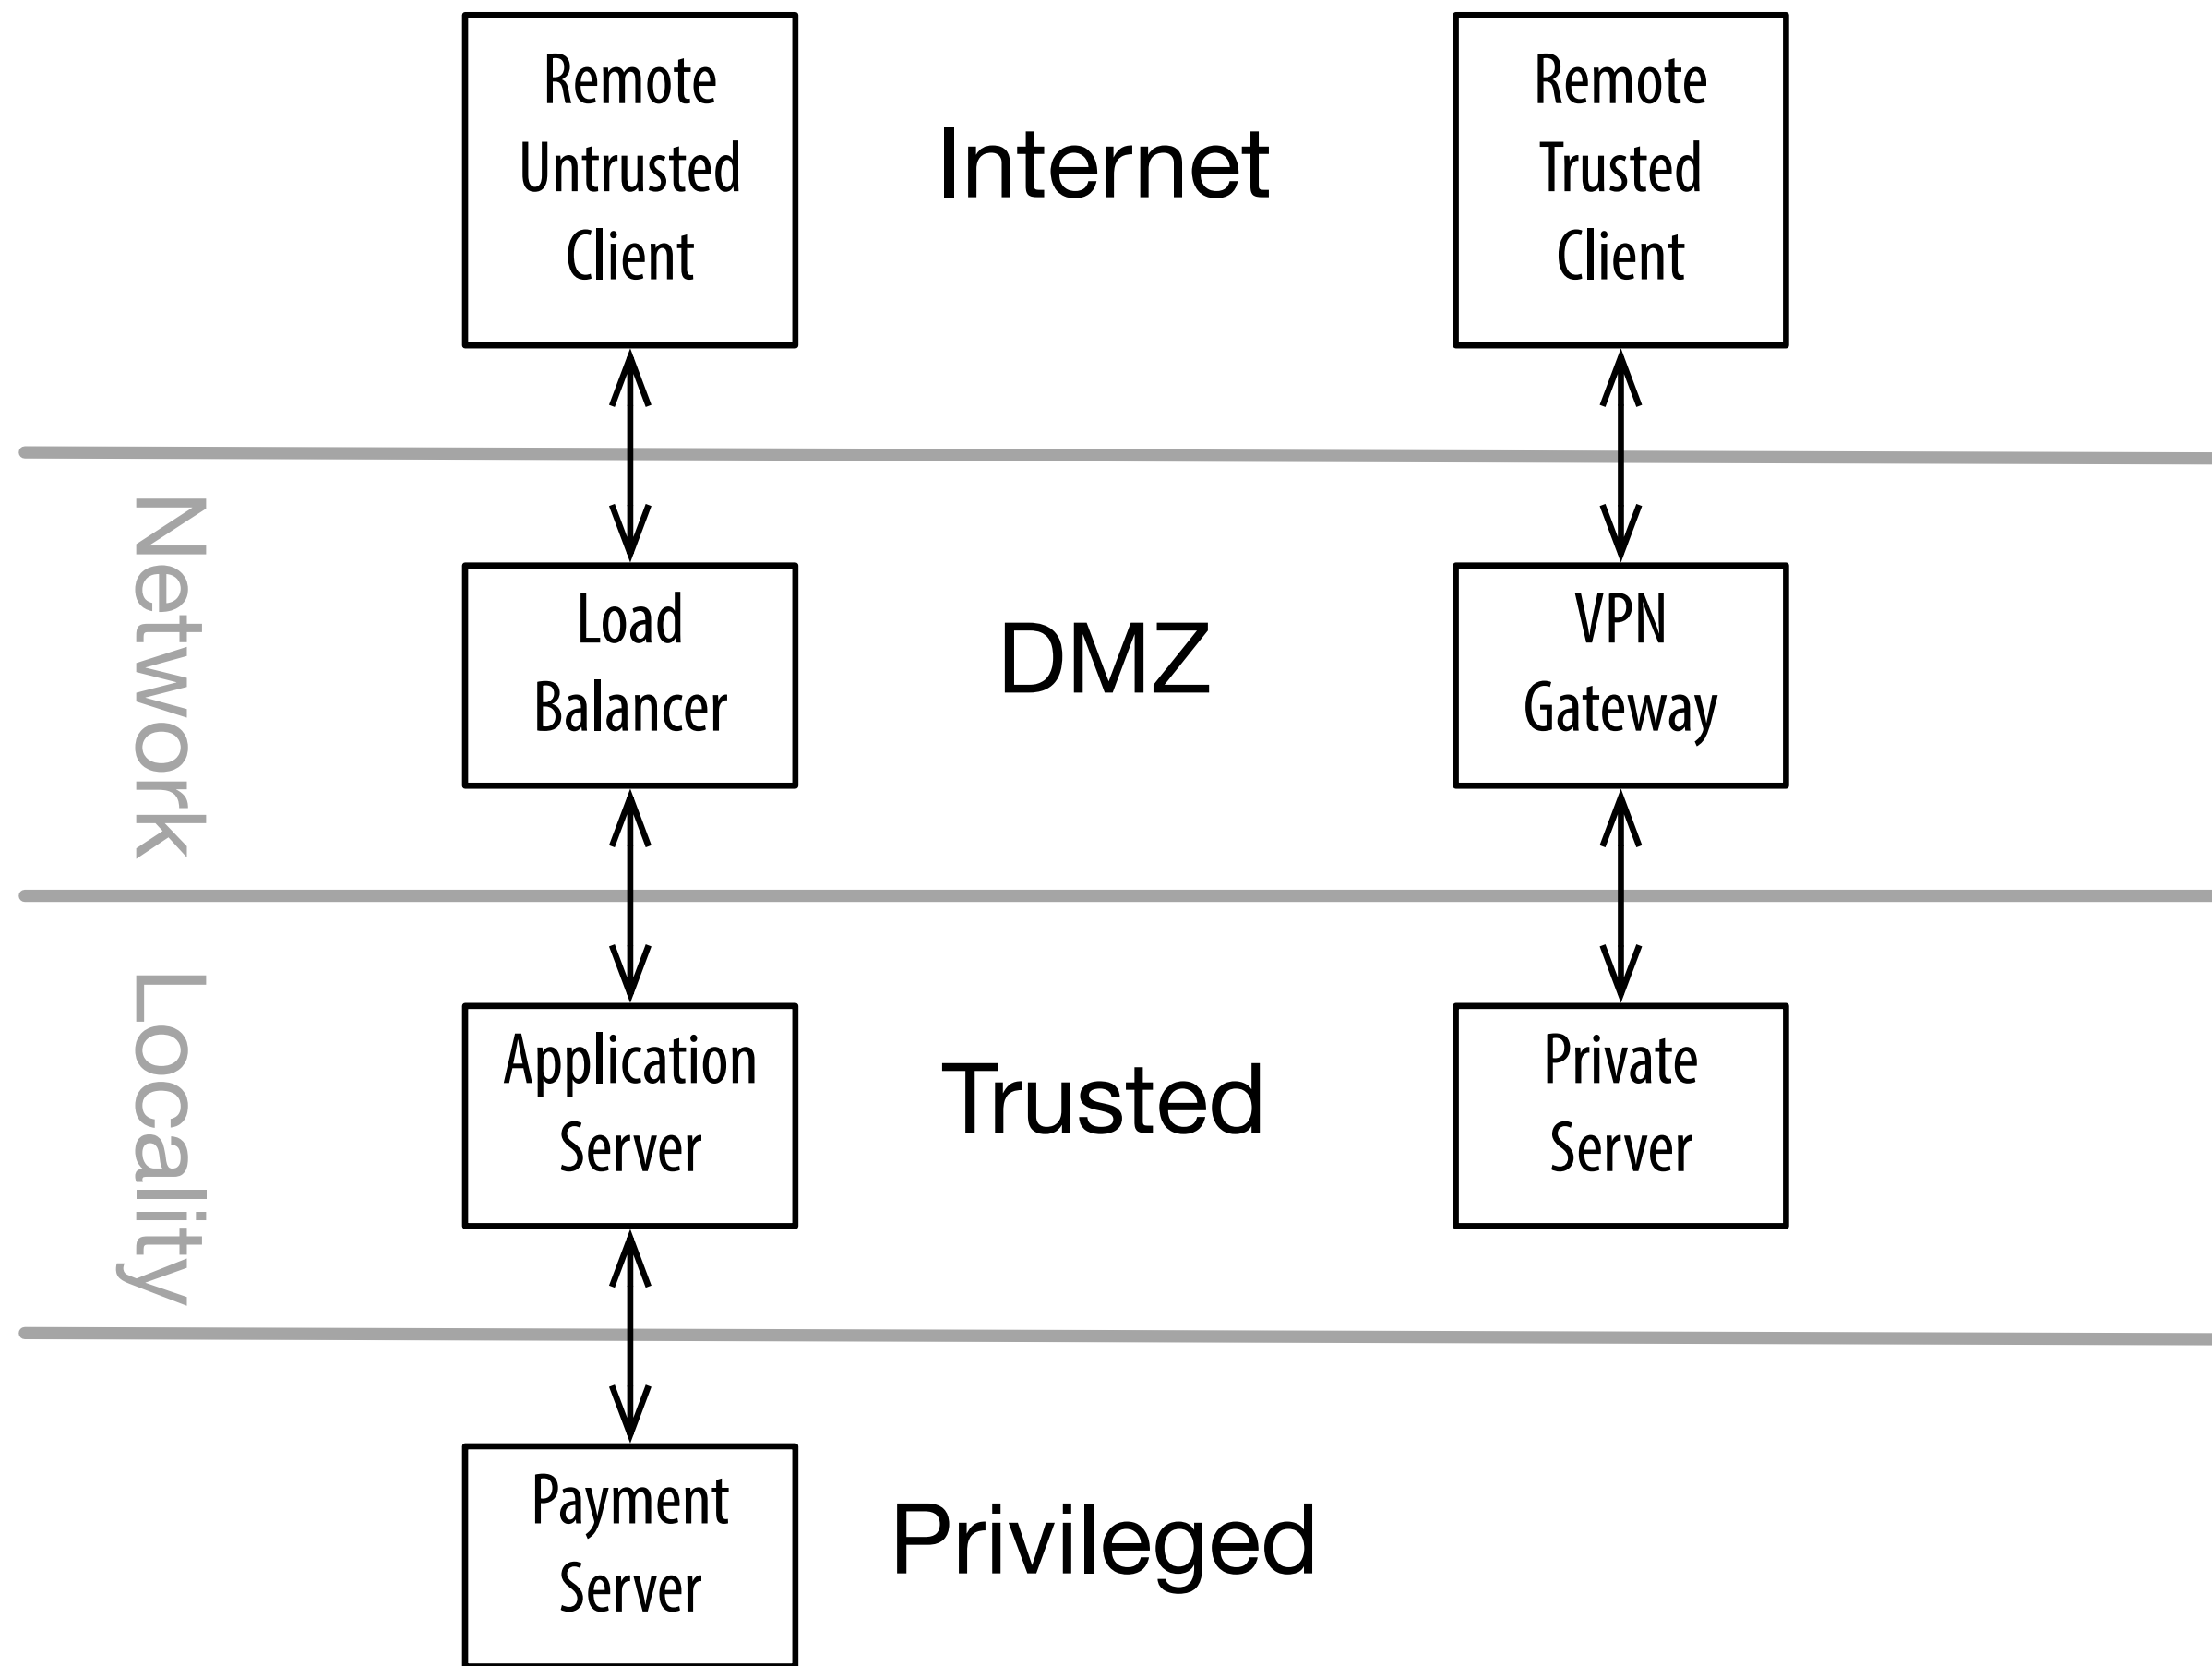 Remote
Untrusted
Client
Internet
Remote
Trusted
Client
Network
Locality
Load
Balancer
DMZ
VPN
Gateway
Application
Server
Trusted
Private
Server
Payment
Server
Privileged